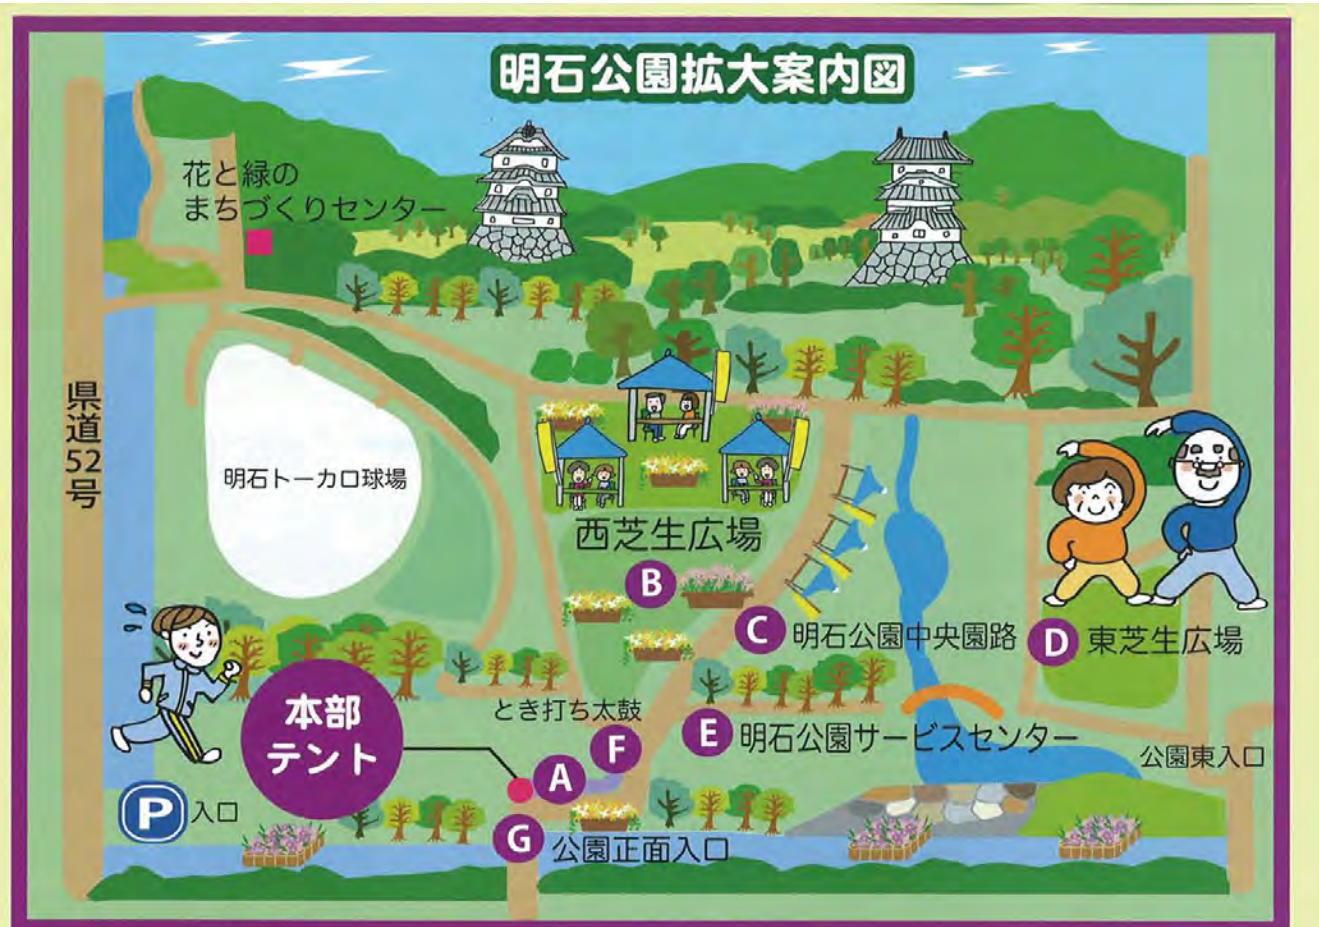 明石公園拡大案内図
花と緑の
まちづくりセンター
県道52号
明石トーカロ球場
西芝生広場
B
C 明石公園中央園路
D 東芝生広場
本部
テント
とき打ち太鼓
F
E 明石公園サービスセンター
公園東入口
A
P 入口
G 公園正面入口